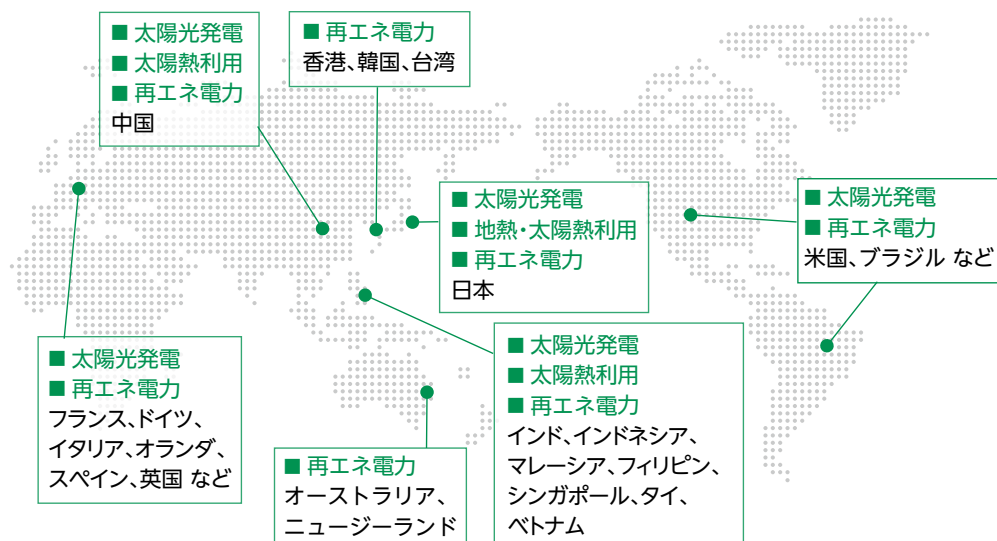 ■ 太陽光発電
■ 太陽熱利用
■ 再エネ電力
中国
■ 再エネ電力
香港、韓国、台湾
■ 太陽光発電
■ 地熱・太陽熱利用
■ 再エネ電力
日本
■ 太陽光発電
■ 再エネ電力
米国、ブラジル など
■ 太陽光発電
■ 再エネ電力
フランス、ドイツ、
イタリア、オランダ、
スペイン、英国 など
■ 再エネ電力
オーストラリア、
ニュージーランド
■ 太陽光発電
■ 太陽熱利用
■ 再エネ電力
インド、インドネシア、
マレーシア、フィリピン、
シンガポール、タイ、
ベトナム